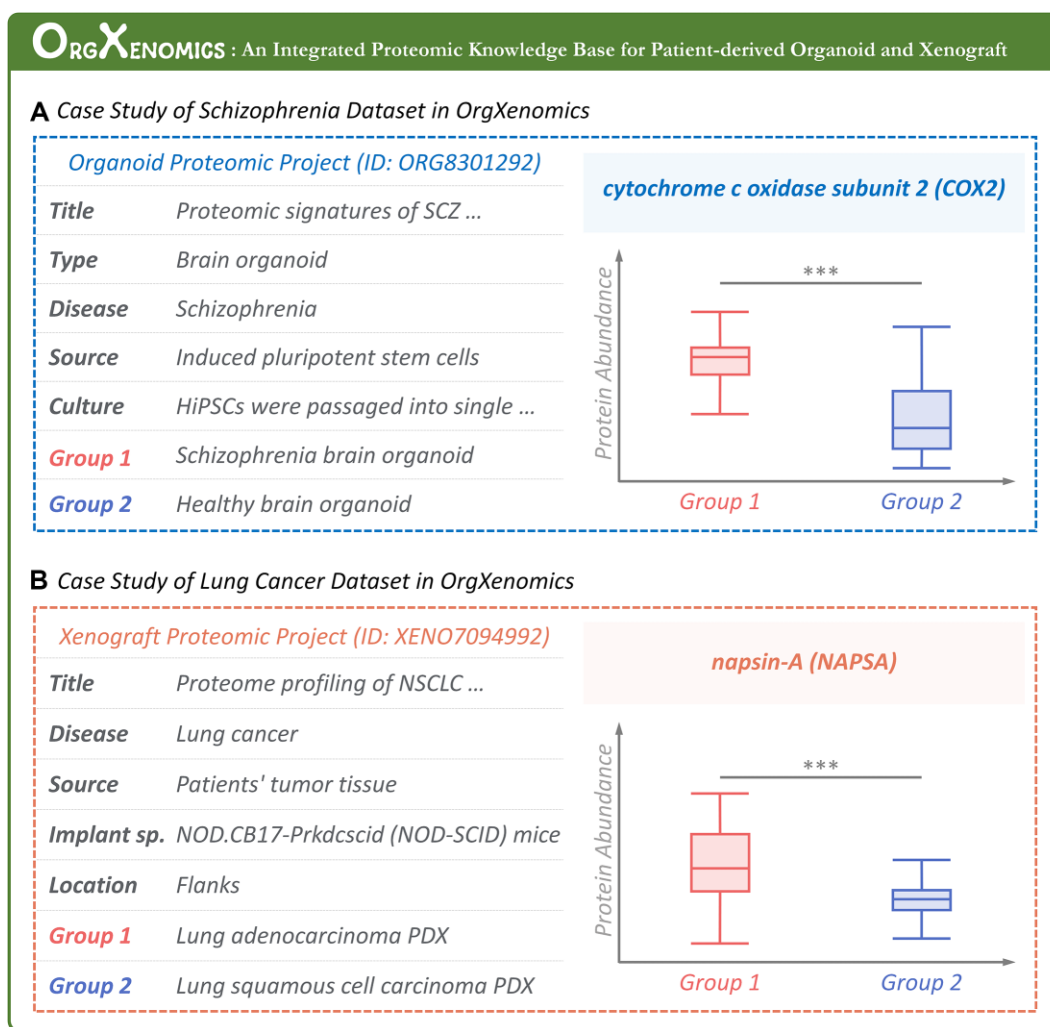 ORGXENOMICS : An Integrated Proteomic Knowledge Base for Patient-derived Organoid and Xenograft
A Case Study of Schizophrenia Dataset in OrgXenomics
Organoid Proteomic Project (ID: ORG8301292)
Title Proteomic signatures of SCZ ...
Type Brain organoid
Disease Schizophrenia
Source Induced pluripotent stem cells
Culture HiPSCs were passaged into single ...
Group 1 Schizophrenia brain organoid
Group 2 Healthy brain organoid
cytochrome c oxidase subunit 2 (COX2)
Protein Abundance
***
Group 1 Group 2
B Case Study of Lung Cancer Dataset in OrgXenomics
Xenograft Proteomic Project (ID: XENO7094992)
Title Proteome profiling of NSCLC ...
Disease Lung cancer
Source Patients' tumor tissue
Implant sp. NOD.CB17-Prkdcscid (NOD-SCID) mice
Location Flanks
Group 1 Lung adenocarcinoma PDX
Group 2 Lung squamous cell carcinoma PDX
napsin-A (NAPSA)
Protein Abundance
***
Group 1 Group 2